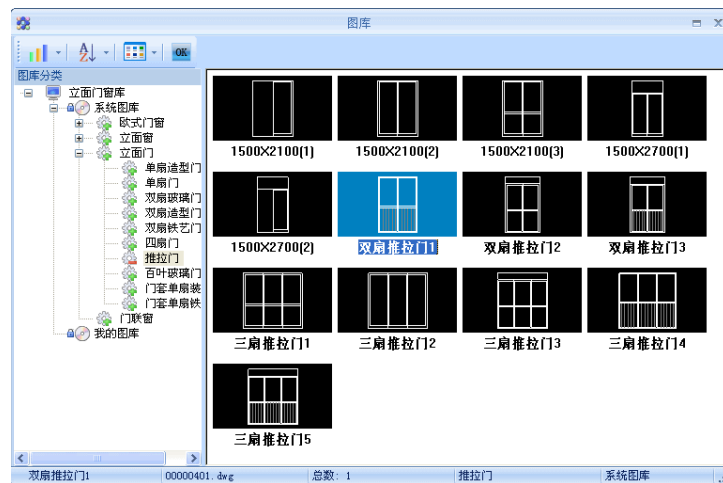 图库
OK
图库分类
立面门窗库
系统图库
欧式门窗
立面窗
立面门
单扇造型门
单扇门
双扇玻璃门
双扇造型门
双扇铁艺门
四扇门
推拉门
百叶玻璃门
门套单扇装
门套单扇铁
门联窗
我的图库
1500X2100(1)
1500X2100(2)
1500X2100(3)
1500X2700(1)
1500X2700(2)
双扇推拉门1
双扇推拉门2
双扇推拉门3
三扇推拉门1
三扇推拉门2
三扇推拉门3
三扇推拉门4
三扇推拉门5
双扇推拉门1
00000401.dwg
总数: 1
推拉门
系统图库